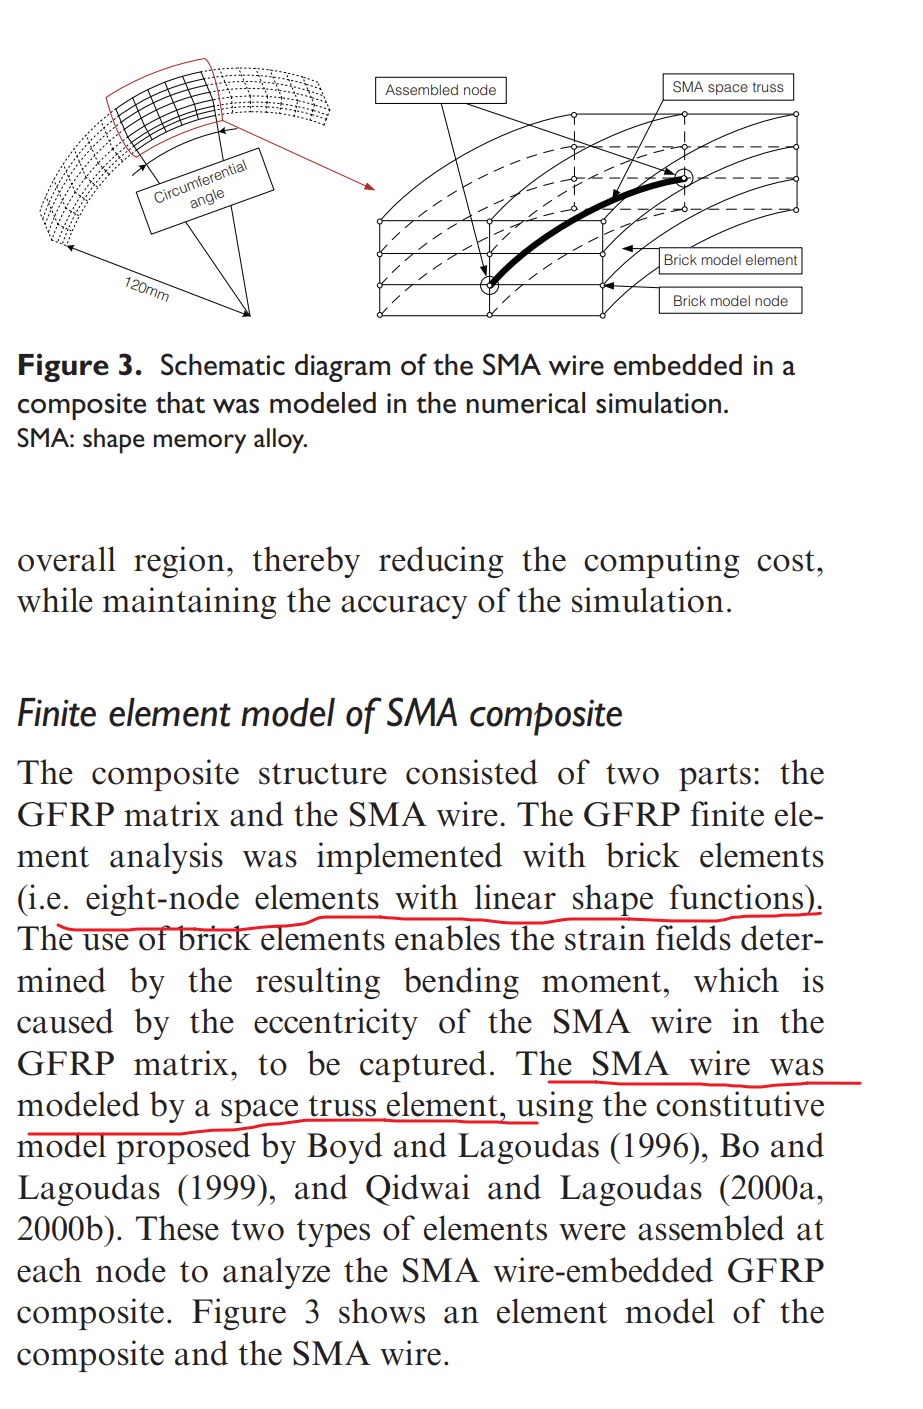 Assembled node
SMA space truss
Circumferential
angle
120mm
Brick model element
Brick model node
Figure 3. Schematic diagram of the SMA wire embedded in a
composite that was modeled in the numerical simulation.
SMA: shape memory alloy.
overall region, thereby reducing the computing cost,
while maintaining the accuracy of the simulation.
Finite element model of SMA composite
The composite structure consisted of two parts: the
GFRP matrix and the SMA wire. The GFRP finite ele-
ment analysis was implemented with brick elements
(i.e. eight-node elements with linear shape functions).
The use of brick elements enables the strain fields deter-
mined by the resulting bending moment, which is
caused by the eccentricity of the SMA wire in the
GFRP matrix, to be captured. The SMA wire was
modeled by a space truss element, using the constitutive
model proposed by Boyd and Lagoudas (1996), Bo and
Lagoudas (1999), and Qidwai and Lagoudas (2000a,
2000b). These two types of elements were assembled at
each node to analyze the SMA wire-embedded GFRP
composite. Figure 3 shows an element model of the
composite and the SMA wire.